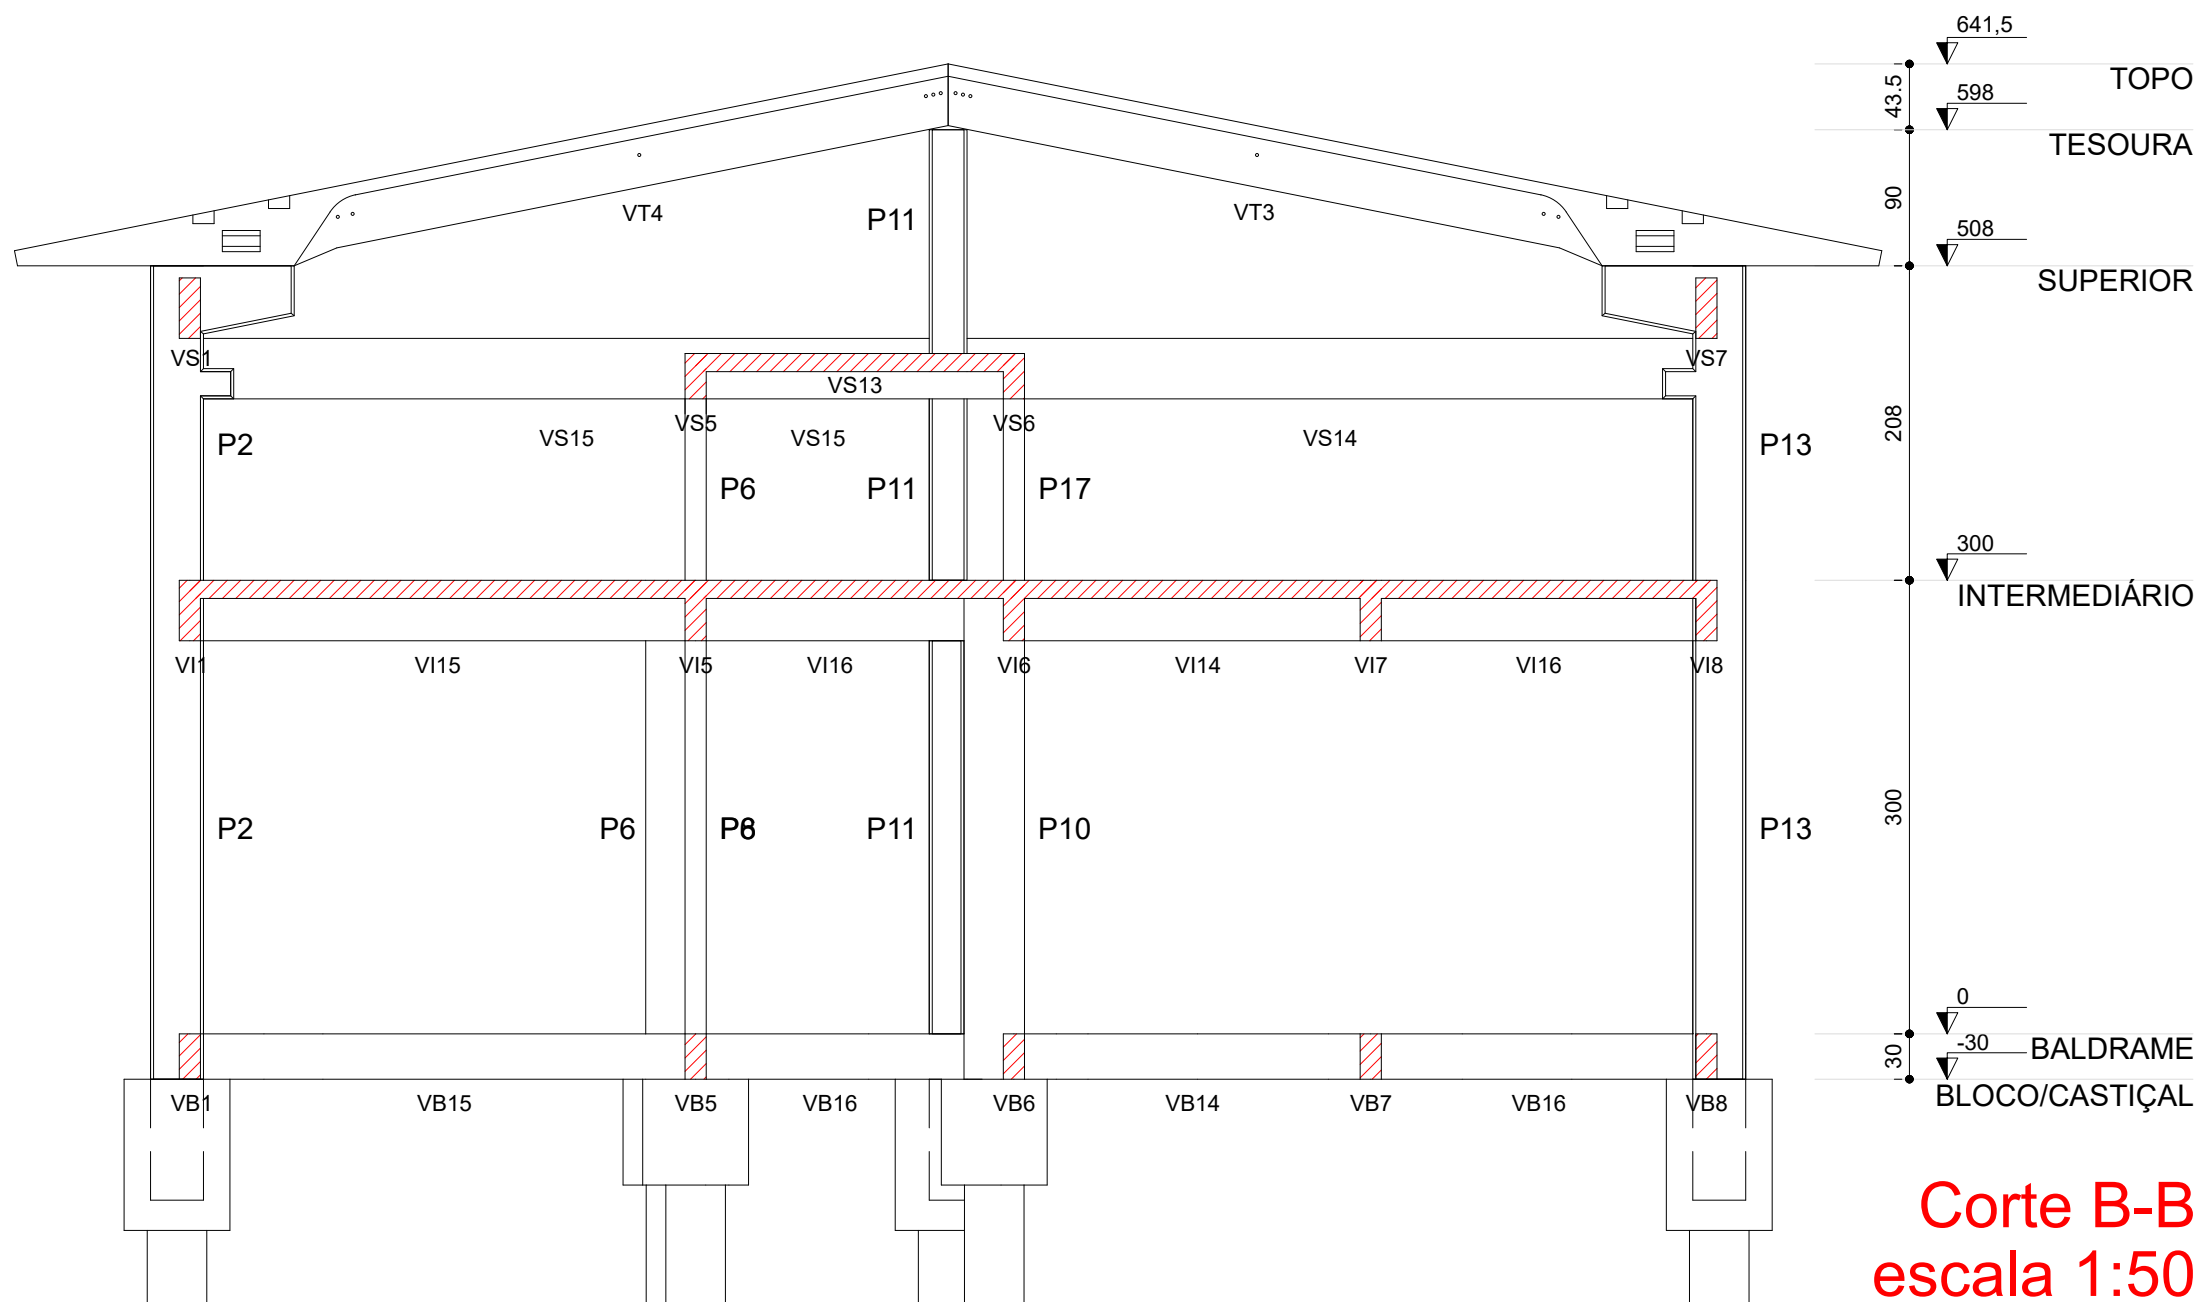 641,5
TOPO
43.5
598
TESOURA
90
VT4
P11
VT3
508
SUPERIOR
VS1
VS7
VS13
VS5
VS6
VS15
VS15
VS14
P2
P13
208
P6
P11
P17
300
INTERMEDIÁRIO
VI1
VI15
VI5
VI16
VI6
VI14
VI7
VI16
VI8
P2
P6
P6
P11
P10
P13
300
0
BALDRAME
30
-30
BLOCO/CASTIÇAL
VB1
VB15
VB5
VB16
VB6
VB14
VB7
VB16
VB8
Corte B-B
escala 1:50